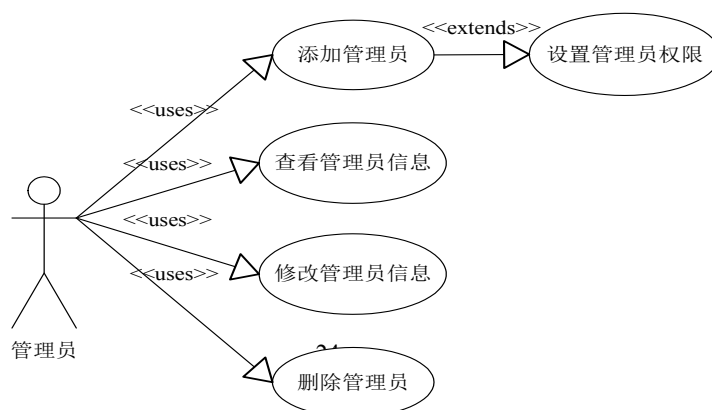 <<extends>>
添加管理员
设置管理员权限
<<uses>>
<<uses>>
查看管理员信息
<<uses>>
<<uses>>
修改管理员信息
管理员
删除管理员